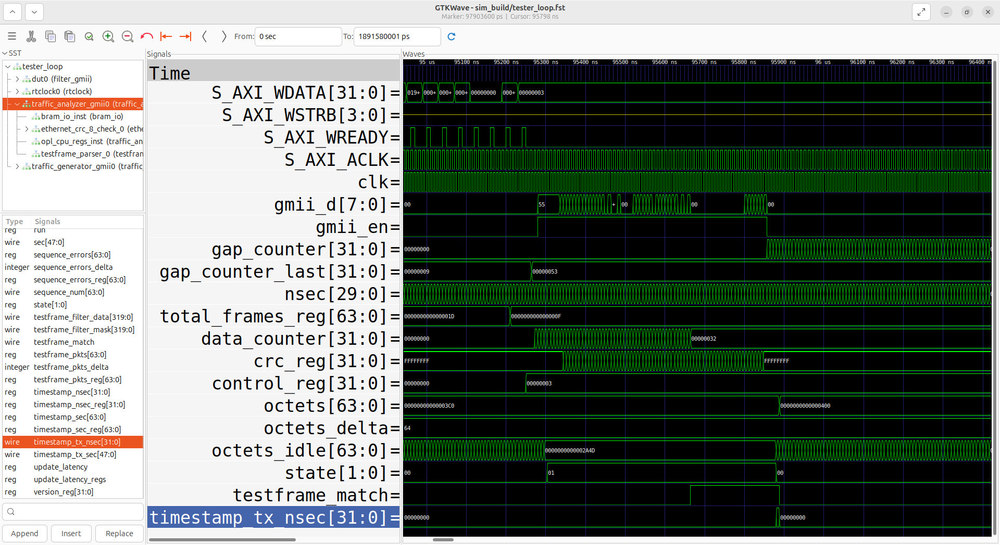 GTKWave - sim_build/tester_loop.fst
Marker: 97903600 ps | Cursor: 95798 ns
From: 0 sec To: 1891580001 ps
SST
tester_loop
dut0 (filter_gmii)
rtclock0 (rtclock)
traffic_analyzer_gmii0 (traffic_a
bram_io_inst (bram_io)
ethernet_crc_8_check_0 (ethe
opl_cpu_regs_inst (traffic_an
testframe_parser_0 (testfran
traffic_generator_gmii0 (traffic_
Type Signals
reg run
wire sec[47:0]
reg sequence_errors[63:0]
integer sequence_errors_delta
reg sequence_errors_reg[63:0]
wire sequence_num[63:0]
reg state[1:0]
wire testframe_filter_data[319:0]
wire testframe_filter_mask[319:0]
wire testframe_match
reg testframe_pkts[63:0]
integer testframe_pkts_delta
reg testframe_pkts_reg[63:0]
reg timestamp_nsec[31:0]
reg timestamp_nsec_reg[31:0]
reg timestamp_sec[63:0]
reg timestamp_sec_reg[63:0]
wire timestamp_tx_nsec[31:0]
wire timestamp_tx_sec[47:0]
reg update_latency
reg update_latency_regs
reg version_reg[31:0]
Append Insert Replace
Signals
Time
S_AXI_WDATA[31:0]=
S_AXI_WSTRB[3:0]=
S_AXI_WREADY=
S_AXI_ACLK=
clk=
gmii_d[7:0]=
gmii_en=
gap_counter[31:0]=
gap_counter_last[31:0]=
nsec[29:0]=
total_frames_reg[63:0]=
data_counter[31:0]=
crc_reg[31:0]=
control_reg[31:0]=
octets[63:0]=
octets_delta=
octets_idle[63:0]=
state[1:0]=
testframe_match=
timestamp_tx_nsec[31:0]=
Waves
95 us 95100 ns 95200 ns 95300 ns 95400 ns 95500 ns 95600 ns 95700 ns 95800 ns 95900 ns 96 us 96100 ns 96200 ns 96300 ns 96400 n
019+ 000+ 000+ 000+ 00000000 000+ 00000003
00 55 + 00 00 00
00000000
00000009 00000053
000000000000001D 000000000000000F
00000000 00000032
FFFFFFFF FFFFFFFF
00000000 00000003
00000000000003C0 0000000000000400
64
0000000000002A4D
00 01 00
00000000 00000000